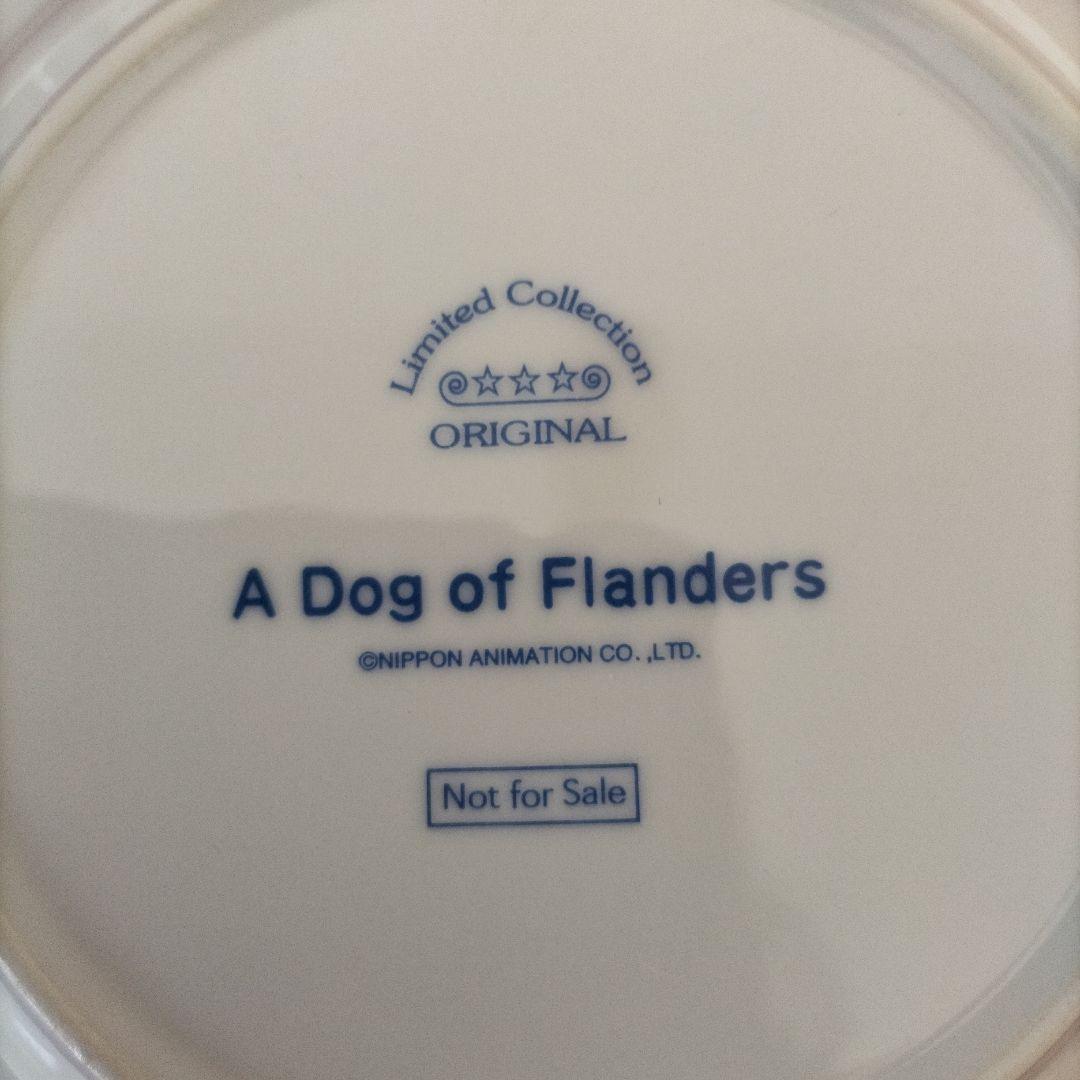 Limited Collection
ORIGINAL
A Dog of Flanders
©NIPPON ANIMATION CO. ,LTD.
Not for Sale